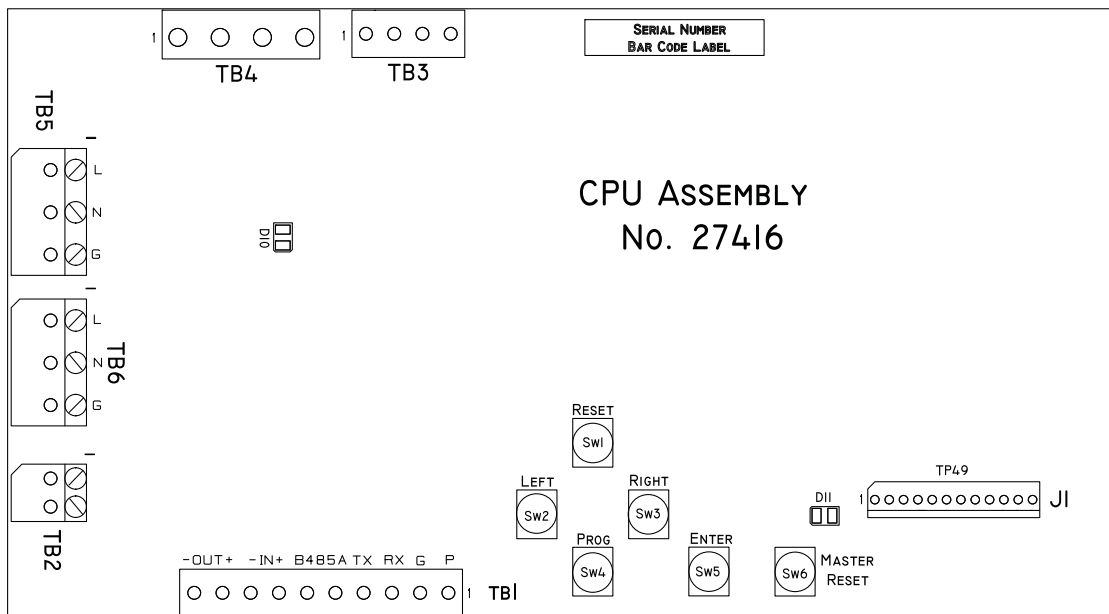 SERIAL NUMBER
BAR CODE LABEL
1
TB4
1
TB3
TB5
L
N
G
D10
CPU ASSEMBLY
No. 27416
L
N
G
TB6
RESET
SW1
LEFT
SW2
RIGHT
SW3
PROG
SW4
ENTER
SW5
SW6
MASTER
RESET
D11
TP49
1
J1
TB2
-OUT+ -IN+ B485A TX RX G P
1
TB1